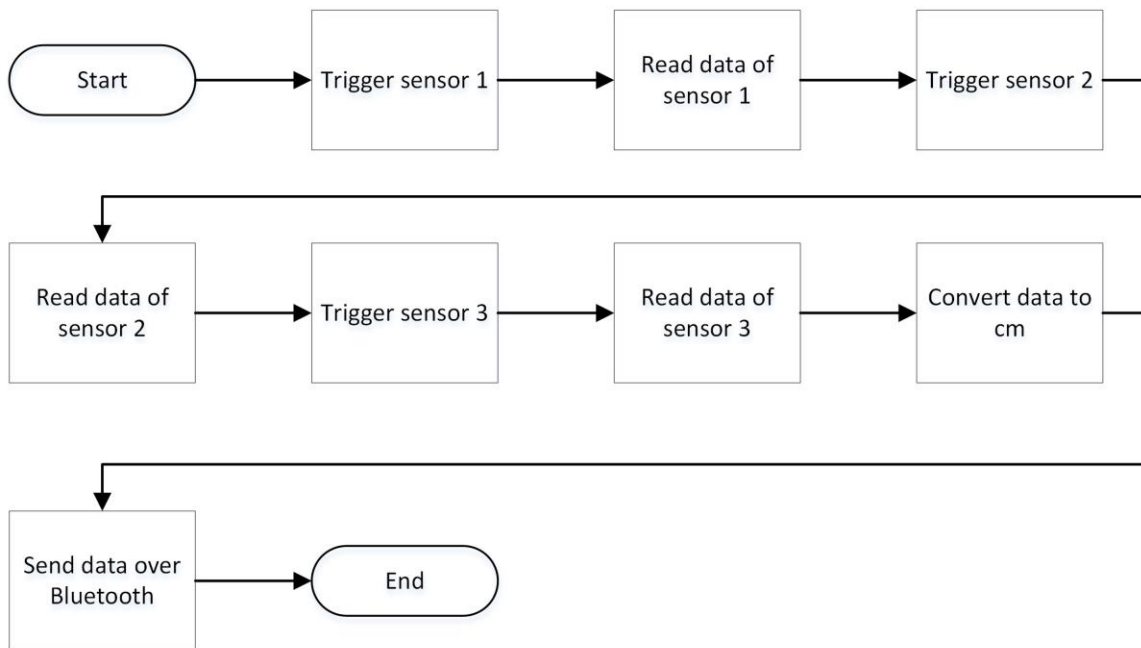 Start
Trigger sensor 1
Read data of
sensor 1
Trigger sensor 2
Read data of
sensor 2
Trigger sensor 3
Read data of
sensor 3
Convert data to
cm
Send data over
Bluetooth
End